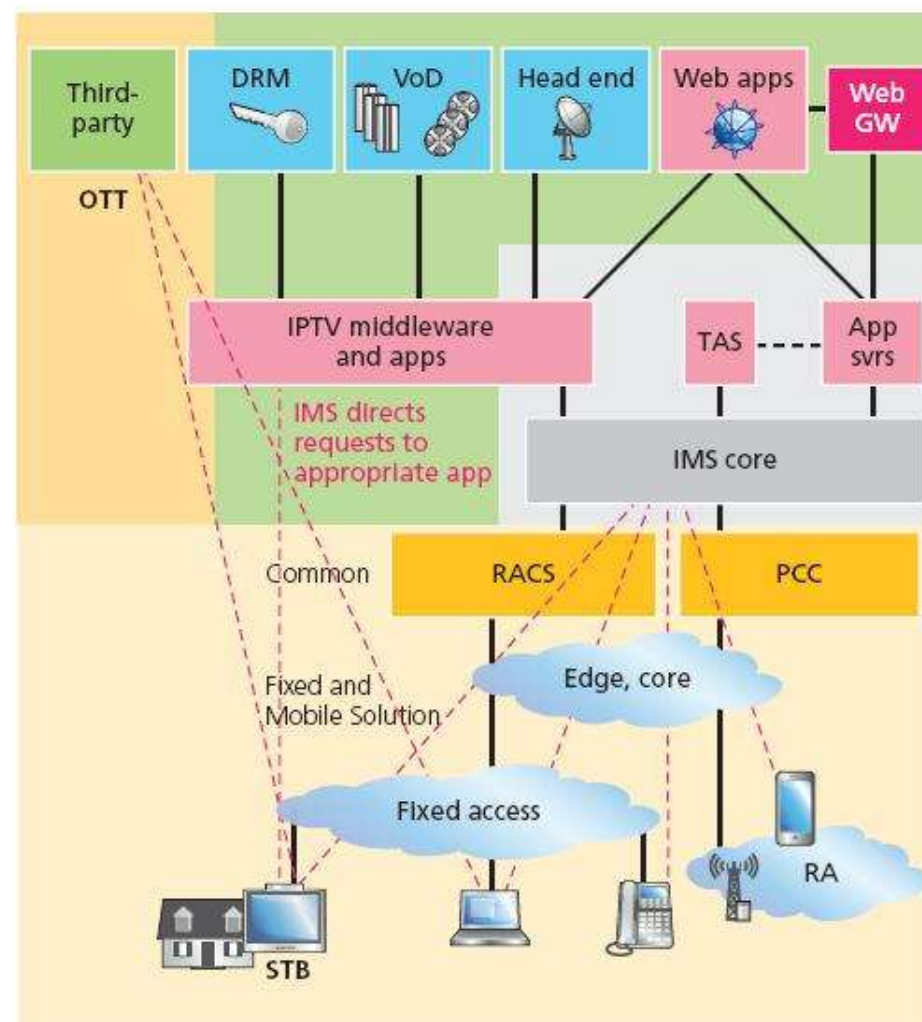 Third-
party
DRM
VoD
Head end
Web apps
Web
GW
OTT
IPTV middleware
and apps
TAS
App
svrs
IMS directs
requests to
appropriate app
IMS core
Common
RACS
PCC
Edge, core
Fixed and
Mobile Solution
Fixed access
RA
STB